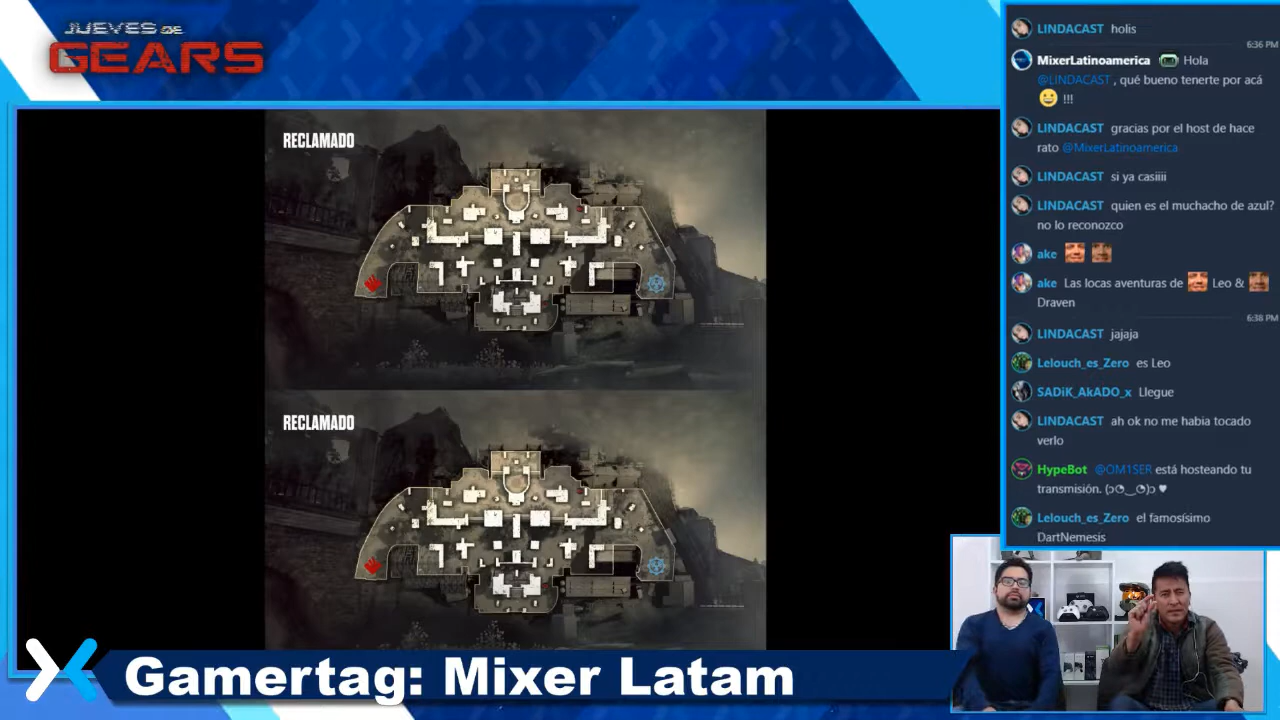 JUEVES DE
GEARS
RECLAMADO
RECLAMADO
Gamertag: Mixer Latam
LINDACAST holis
6:36 PM
MixerLatinoamerica Hola
@LINDACAST , qué bueno tenerte por acá
!!!
LINDACAST gracias por el host de hace
rato @MixerLatinoamerica
LINDACAST si ya casiiii
LINDACAST quien es el muchacho de azul?
no lo reconozco
ake
ake Las locas aventuras de Leo &
Draven
6:38 PM
LINDACAST jajaja
Lelouch_es_Zero es Leo
SADiK_AkADO_x Llegue
LINDACAST ah ok no me habia tocado
verlo
HypeBot @OM1SER está hosteando tu
transmisión. (ɔ◔‿◔)ɔ ♥
Lelouch_es_Zero el famosísimo
DartNemesis